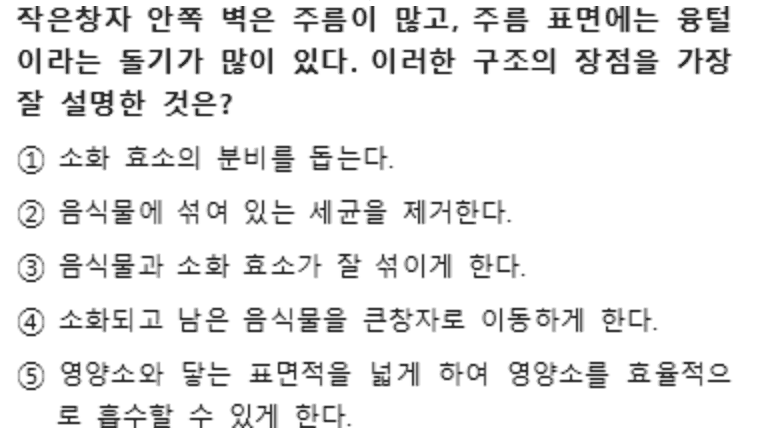 작은창자 안쪽 벽은 주름이 많고, 주름 표면에는 융털
이라는 돌기가 많이 있다. 이러한 구조의 장점을 가장
잘 설명한 것은?
① 소화 효소의 분비를 돕는다.
② 음식물에 섞여 있는 세균을 제거한다.
③ 음식물과 소화 효소가 잘 섞이게 한다.
④ 소화되고 남은 음식물을 큰창자로 이동하게 한다.
⑤ 영양소와 닿는 표면적을 넓게 하여 영양소를 효율적으
로 흡수할 수 있게 한다.